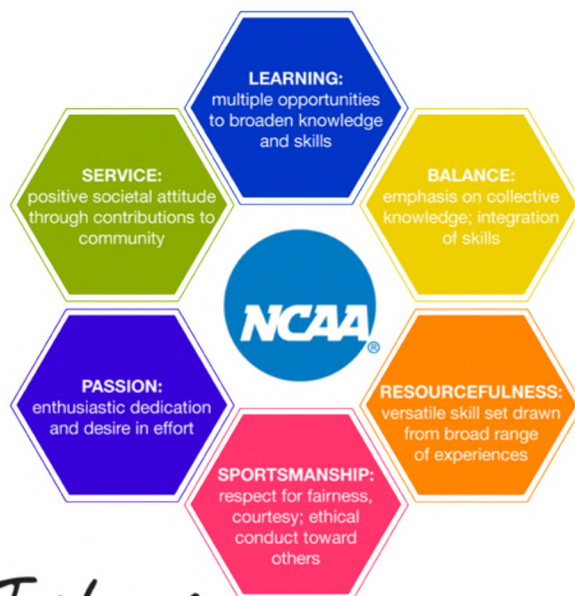 LEARNING:
multiple opportunities
to broaden knowledge
and skills
SERVICE:
positive societal attitude
through contributions to
community
BALANCE:
emphasis on collective
knowledge; integration
of skills
NCAA®
PASSION:
enthusiastic dedication
and desire in effort
RESOURCEFULNESS:
versatile skill set drawn
from broad range
of experiences
SPORTSMANSHIP:
respect for fairness,
courtesy; ethical
conduct toward
others